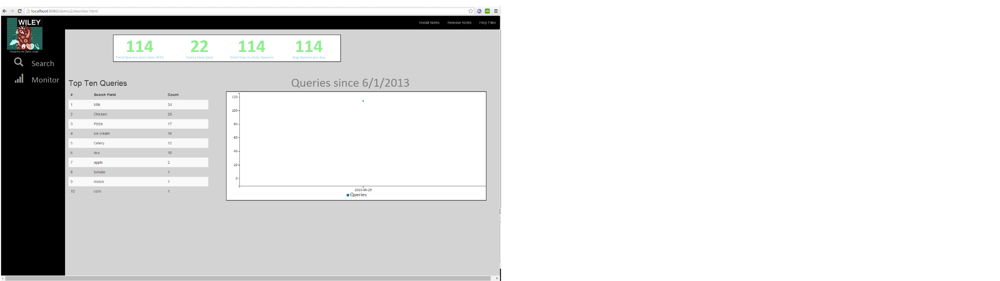 localhost:8080/demo2/monitor.html
WILEY
Navigating the Digital Jungle
Install Notes Release Notes Help Files
Search
Monitor
114 22 114 114
Total Queries since June 2015 Query time (ms) Total Year-to Date Queries Avg Queries per day
Top Ten Queries
# Search Field Count
1 Milk 34
2 Chicken 20
3 Pizza 17
4 ice cream 16
5 Celery 12
6 rice 10
7 apple 2
8 tomato 1
9 melon 1
10 corn 1
Queries since 6/1/2013
120
100
80
60
40
20
0
2015-06-29
Queries